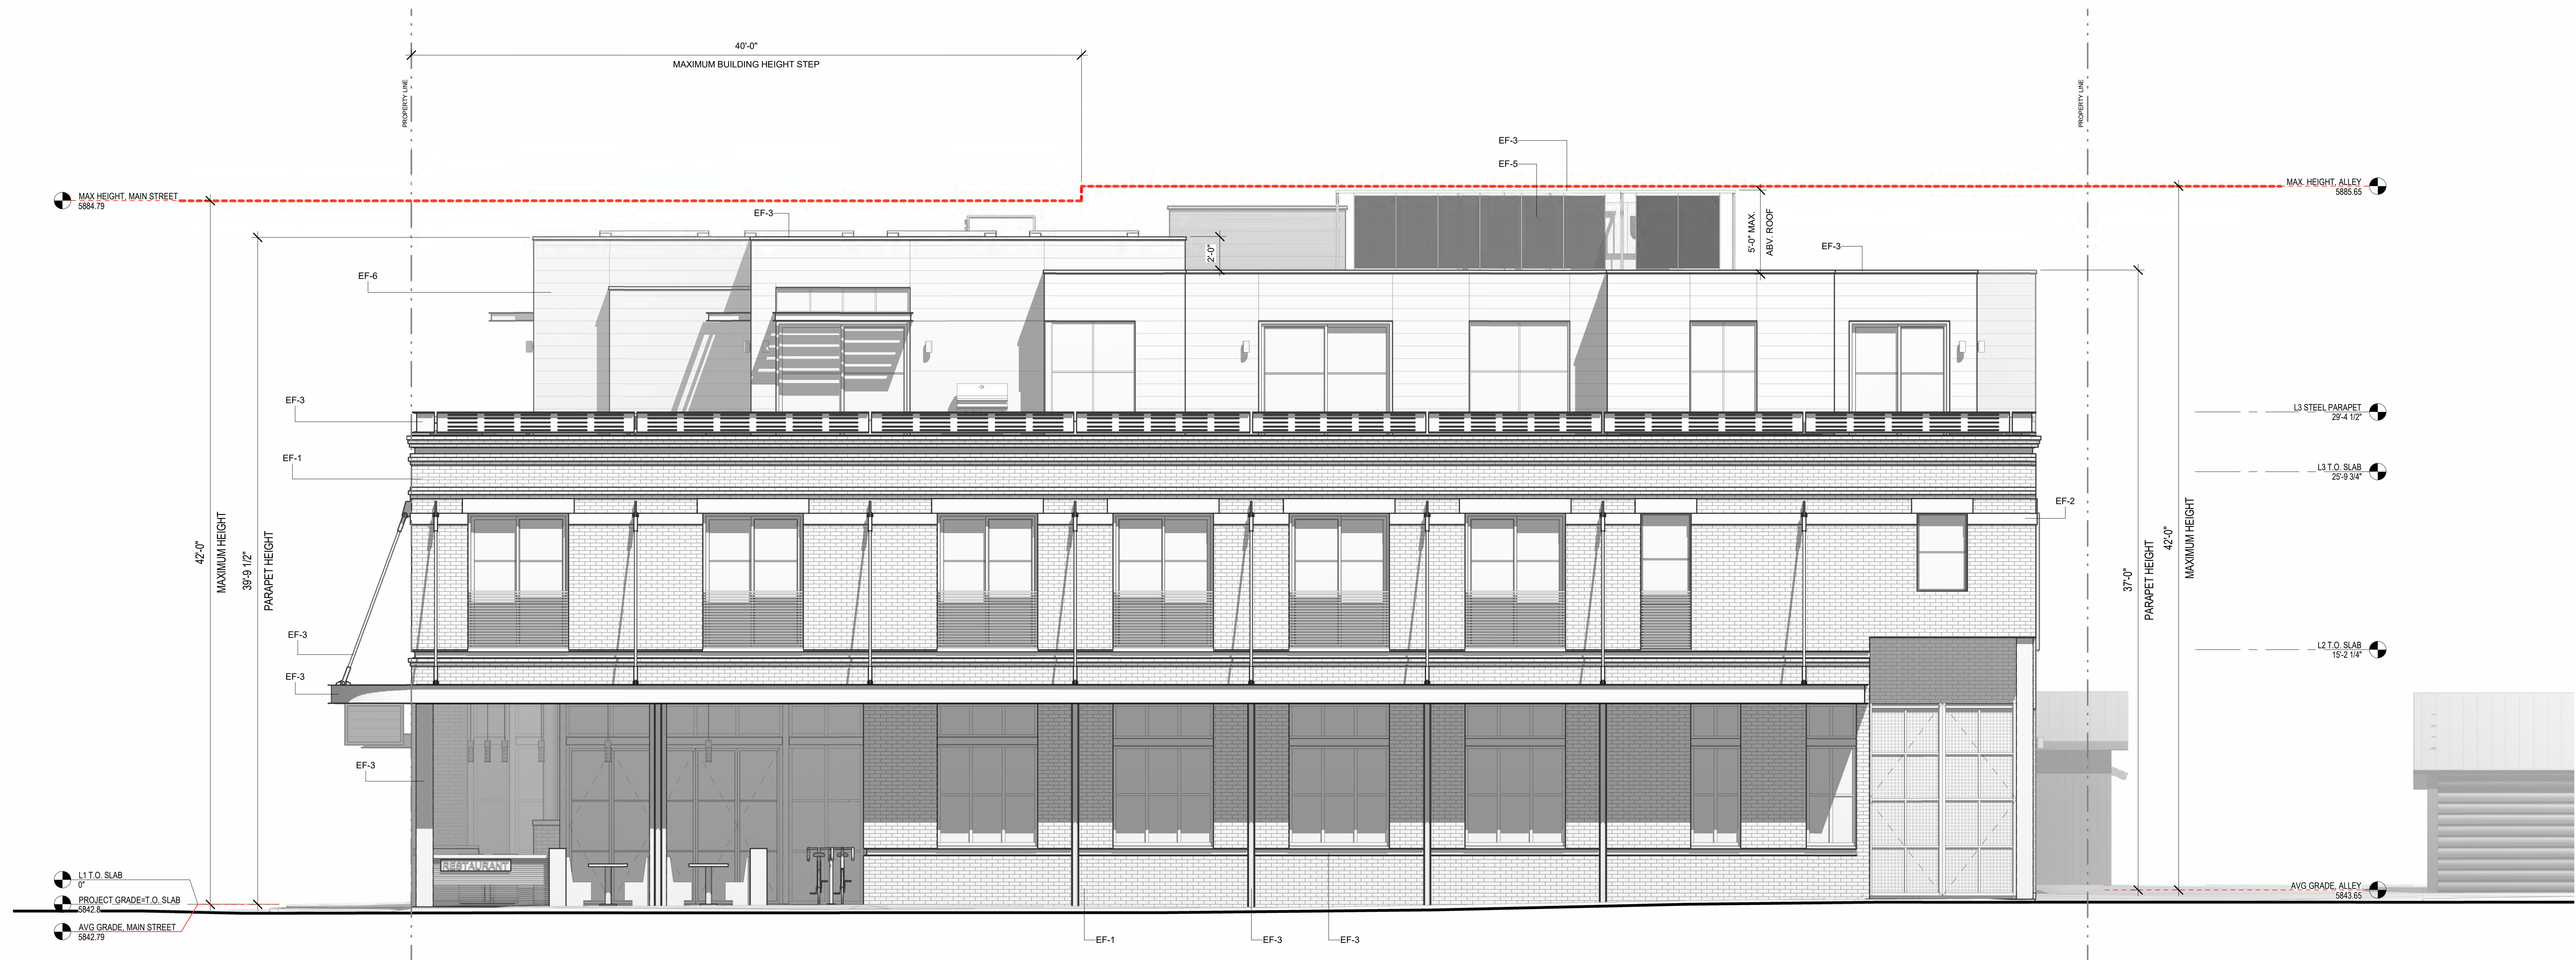 40'-0"
MAXIMUM BUILDING HEIGHT STEP
PROPERTY LINE
PROPERTY LINE
EF-3
EF-5
MAX HEIGHT, MAIN STREET
5884.79
MAX. HEIGHT, ALLEY
5885.65
EF-3
5'-0" MAX.
ABV. ROOF
2'-0"
EF-3
EF-6
EF-3
L3 STEEL PARAPET
29'-4 1/2"
EF-1
L3 T.O. SLAB
25'-9 3/4"
EF-2
42'-0"
MAXIMUM HEIGHT
39'-9 1/2"
PARAPET HEIGHT
37'-0"
PARAPET HEIGHT
42'-0"
MAXIMUM HEIGHT
EF-3
L2 T.O. SLAB
15'-2 1/4"
EF-3
EF-3
RESTAURANT
L1 T.O. SLAB
0"
PROJECT GRADE=T.O. SLAB
5842.8
AVG GRADE, MAIN STREET
5842.79
AVG GRADE, ALLEY
5843.65
EF-1
EF-3
EF-3